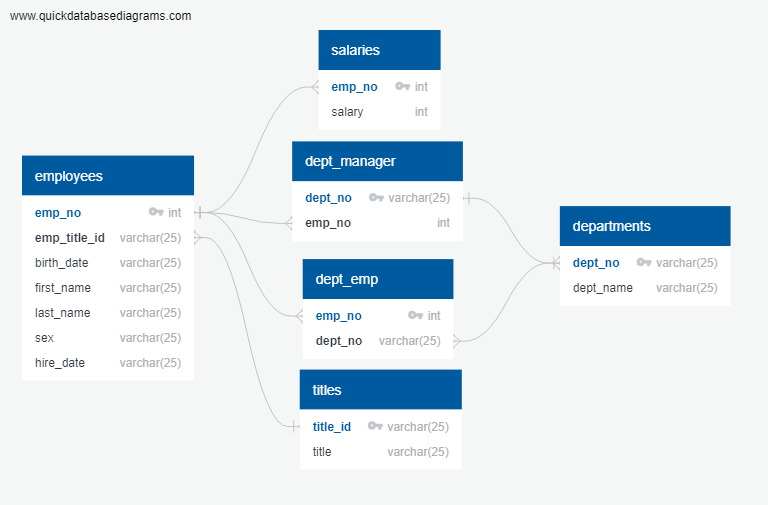 www.quickdatabasediagrams.com
salaries
emp_no int
salary int
dept_manager
dept_no varchar(25)
emp_no int
employees
emp_no int
emp_title_id varchar(25)
birth_date varchar(25)
first_name varchar(25)
last_name varchar(25)
sex varchar(25)
hire_date varchar(25)
departments
dept_no varchar(25)
dept_name varchar(25)
dept_emp
emp_no int
dept_no varchar(25)
titles
title_id varchar(25)
title varchar(25)